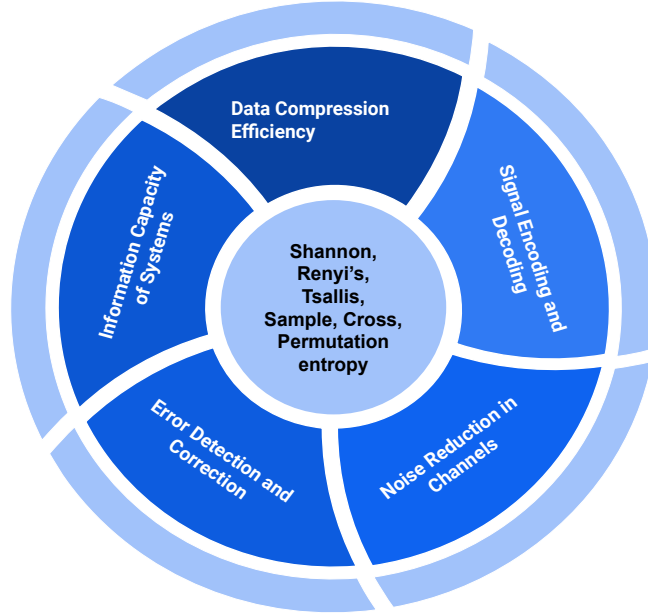 Data Compression
Efficiency
Signal Encoding and
Decoding
Noise Reduction in
Channels
Error Detection and
Correction
Information Capacity
of Systems
Shannon,
Renyi’s,
Tsallis,
Sample, Cross,
Permutation
entropy